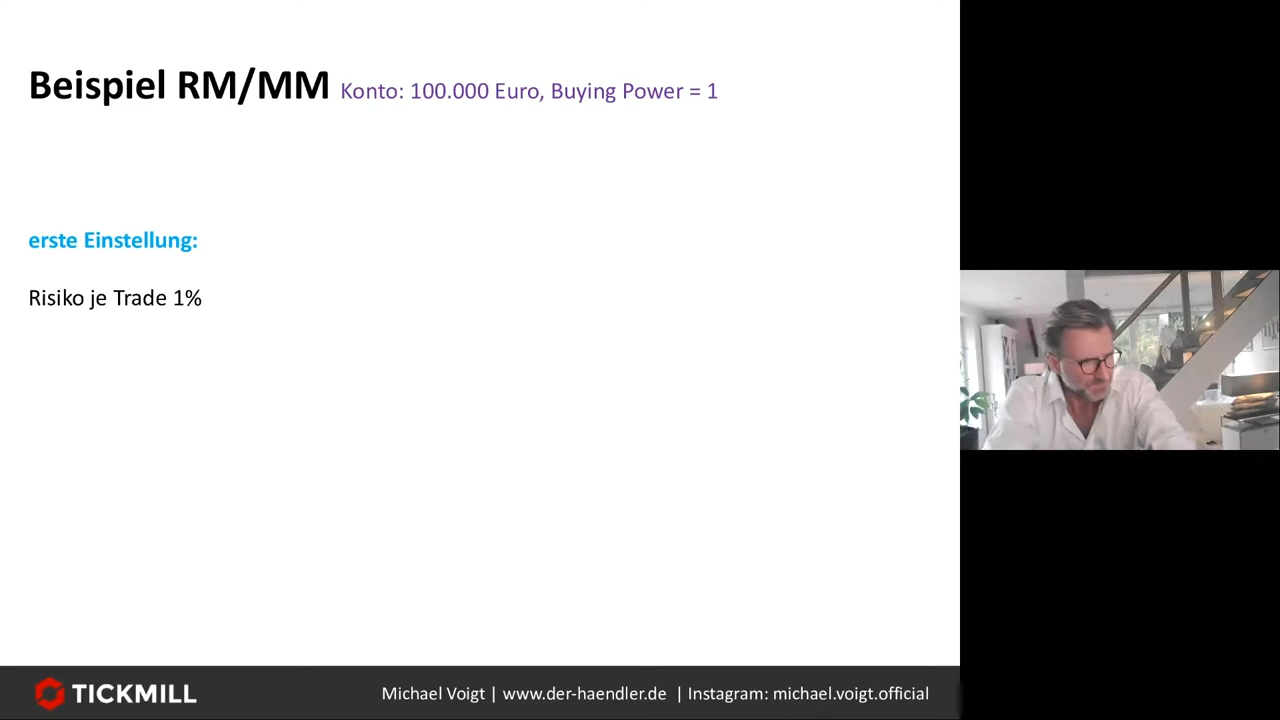 Beispiel RM/MM Konto: 100.000 Euro, Buying Power = 1
erste Einstellung:
Risiko je Trade 1%
TICKMILL
Michael Voigt | www.der-haendler.de | Instagram: michael.voigt.official